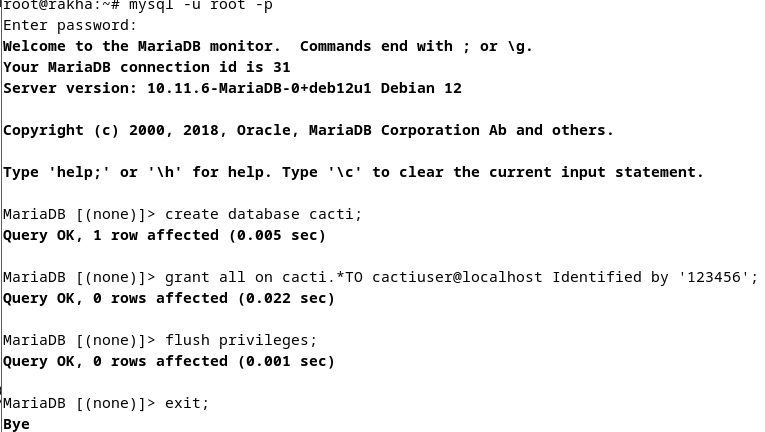 root@rakha:~# mysql -u root -p
Enter password:
Welcome to the MariaDB monitor.  Commands end with ; or \g.
Your MariaDB connection id is 31
Server version: 10.11.6-MariaDB-0+deb12u1 Debian 12
Copyright (c) 2000, 2018, Oracle, MariaDB Corporation Ab and others.
Type 'help;' or '\h' for help. Type '\c' to clear the current input statement.
MariaDB [(none)]> create database cacti;
Query OK, 1 row affected (0.005 sec)
MariaDB [(none)]> grant all on cacti.*TO cactiuser@localhost Identified by '123456';
Query OK, 0 rows affected (0.022 sec)
MariaDB [(none)]> flush privileges;
Query OK, 0 rows affected (0.001 sec)
MariaDB [(none)]> exit;
Bye